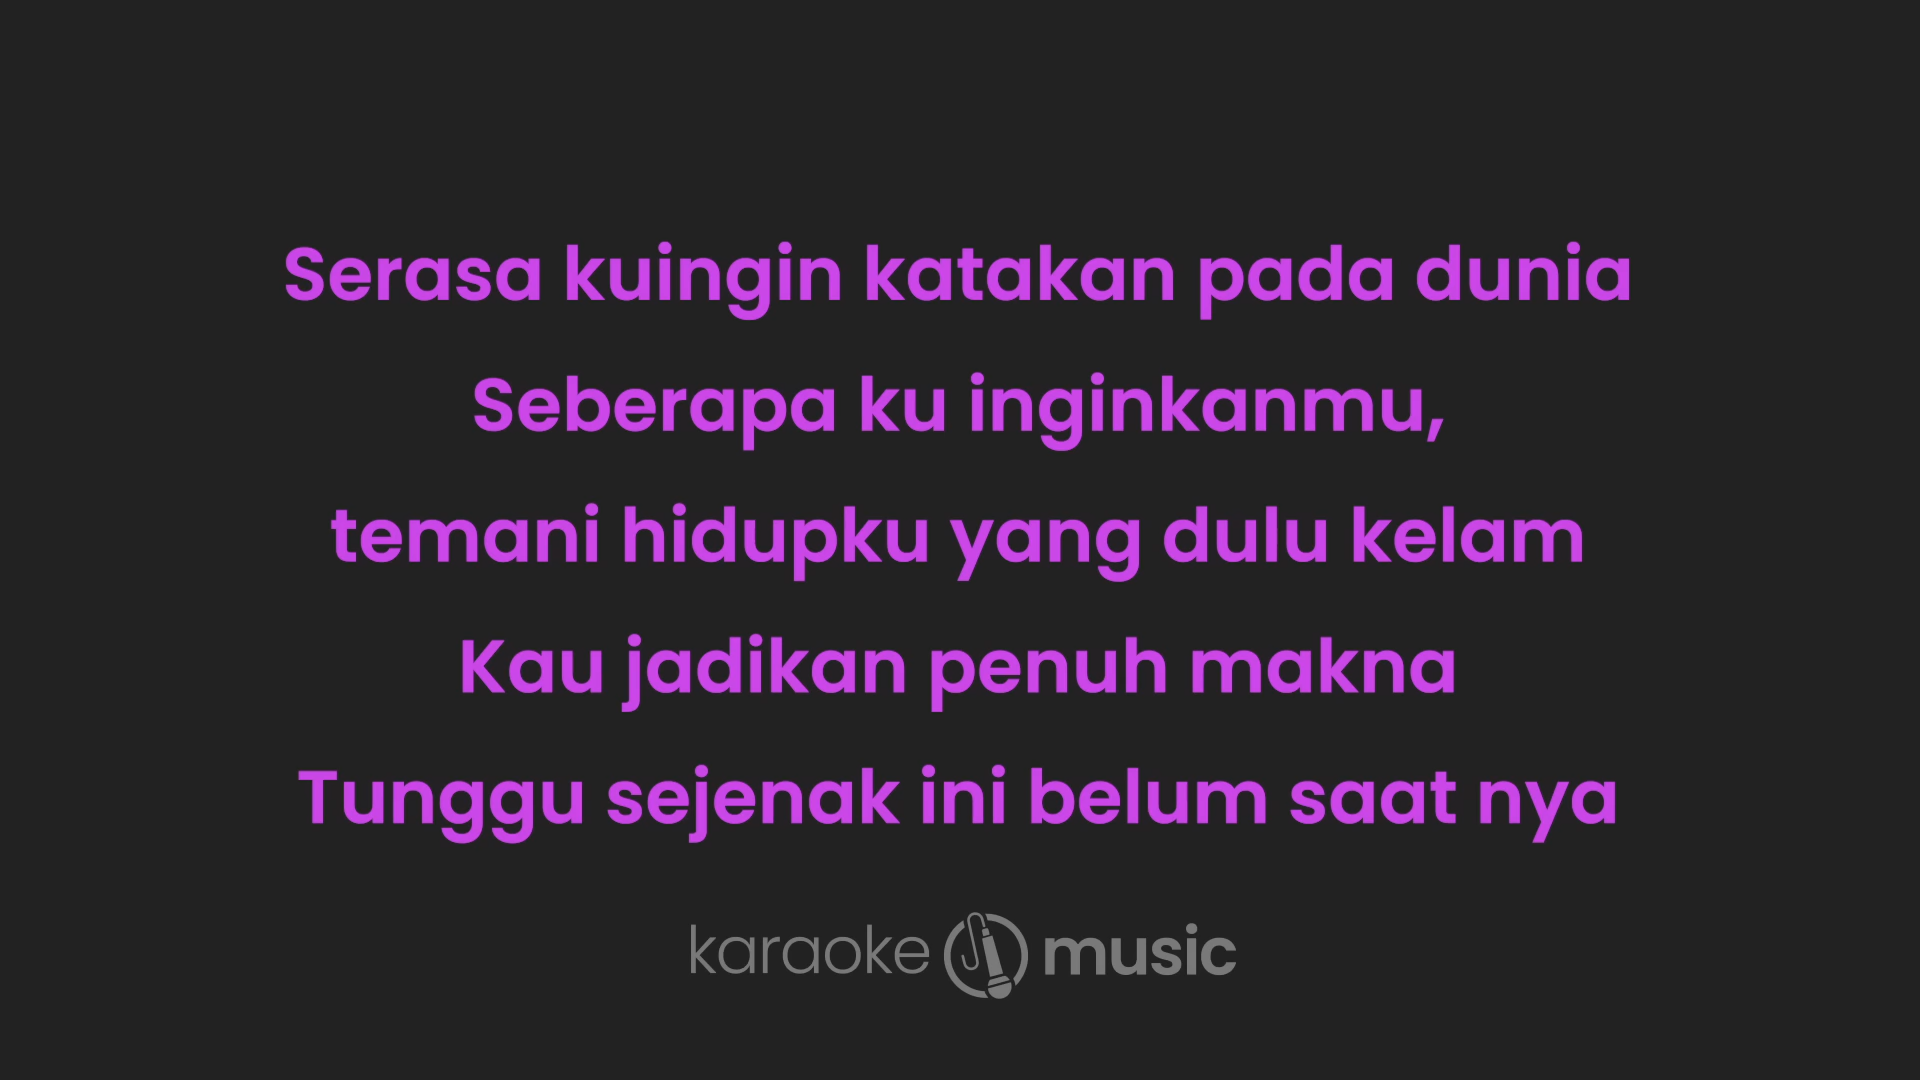 Serasa kuingin katakan pada dunia
Seberapa ku inginkanmu,
temani hidupku yang dulu kelam
Kau jadikan penuh makna
Tunggu sejenak ini belum saat nya
karaoke music